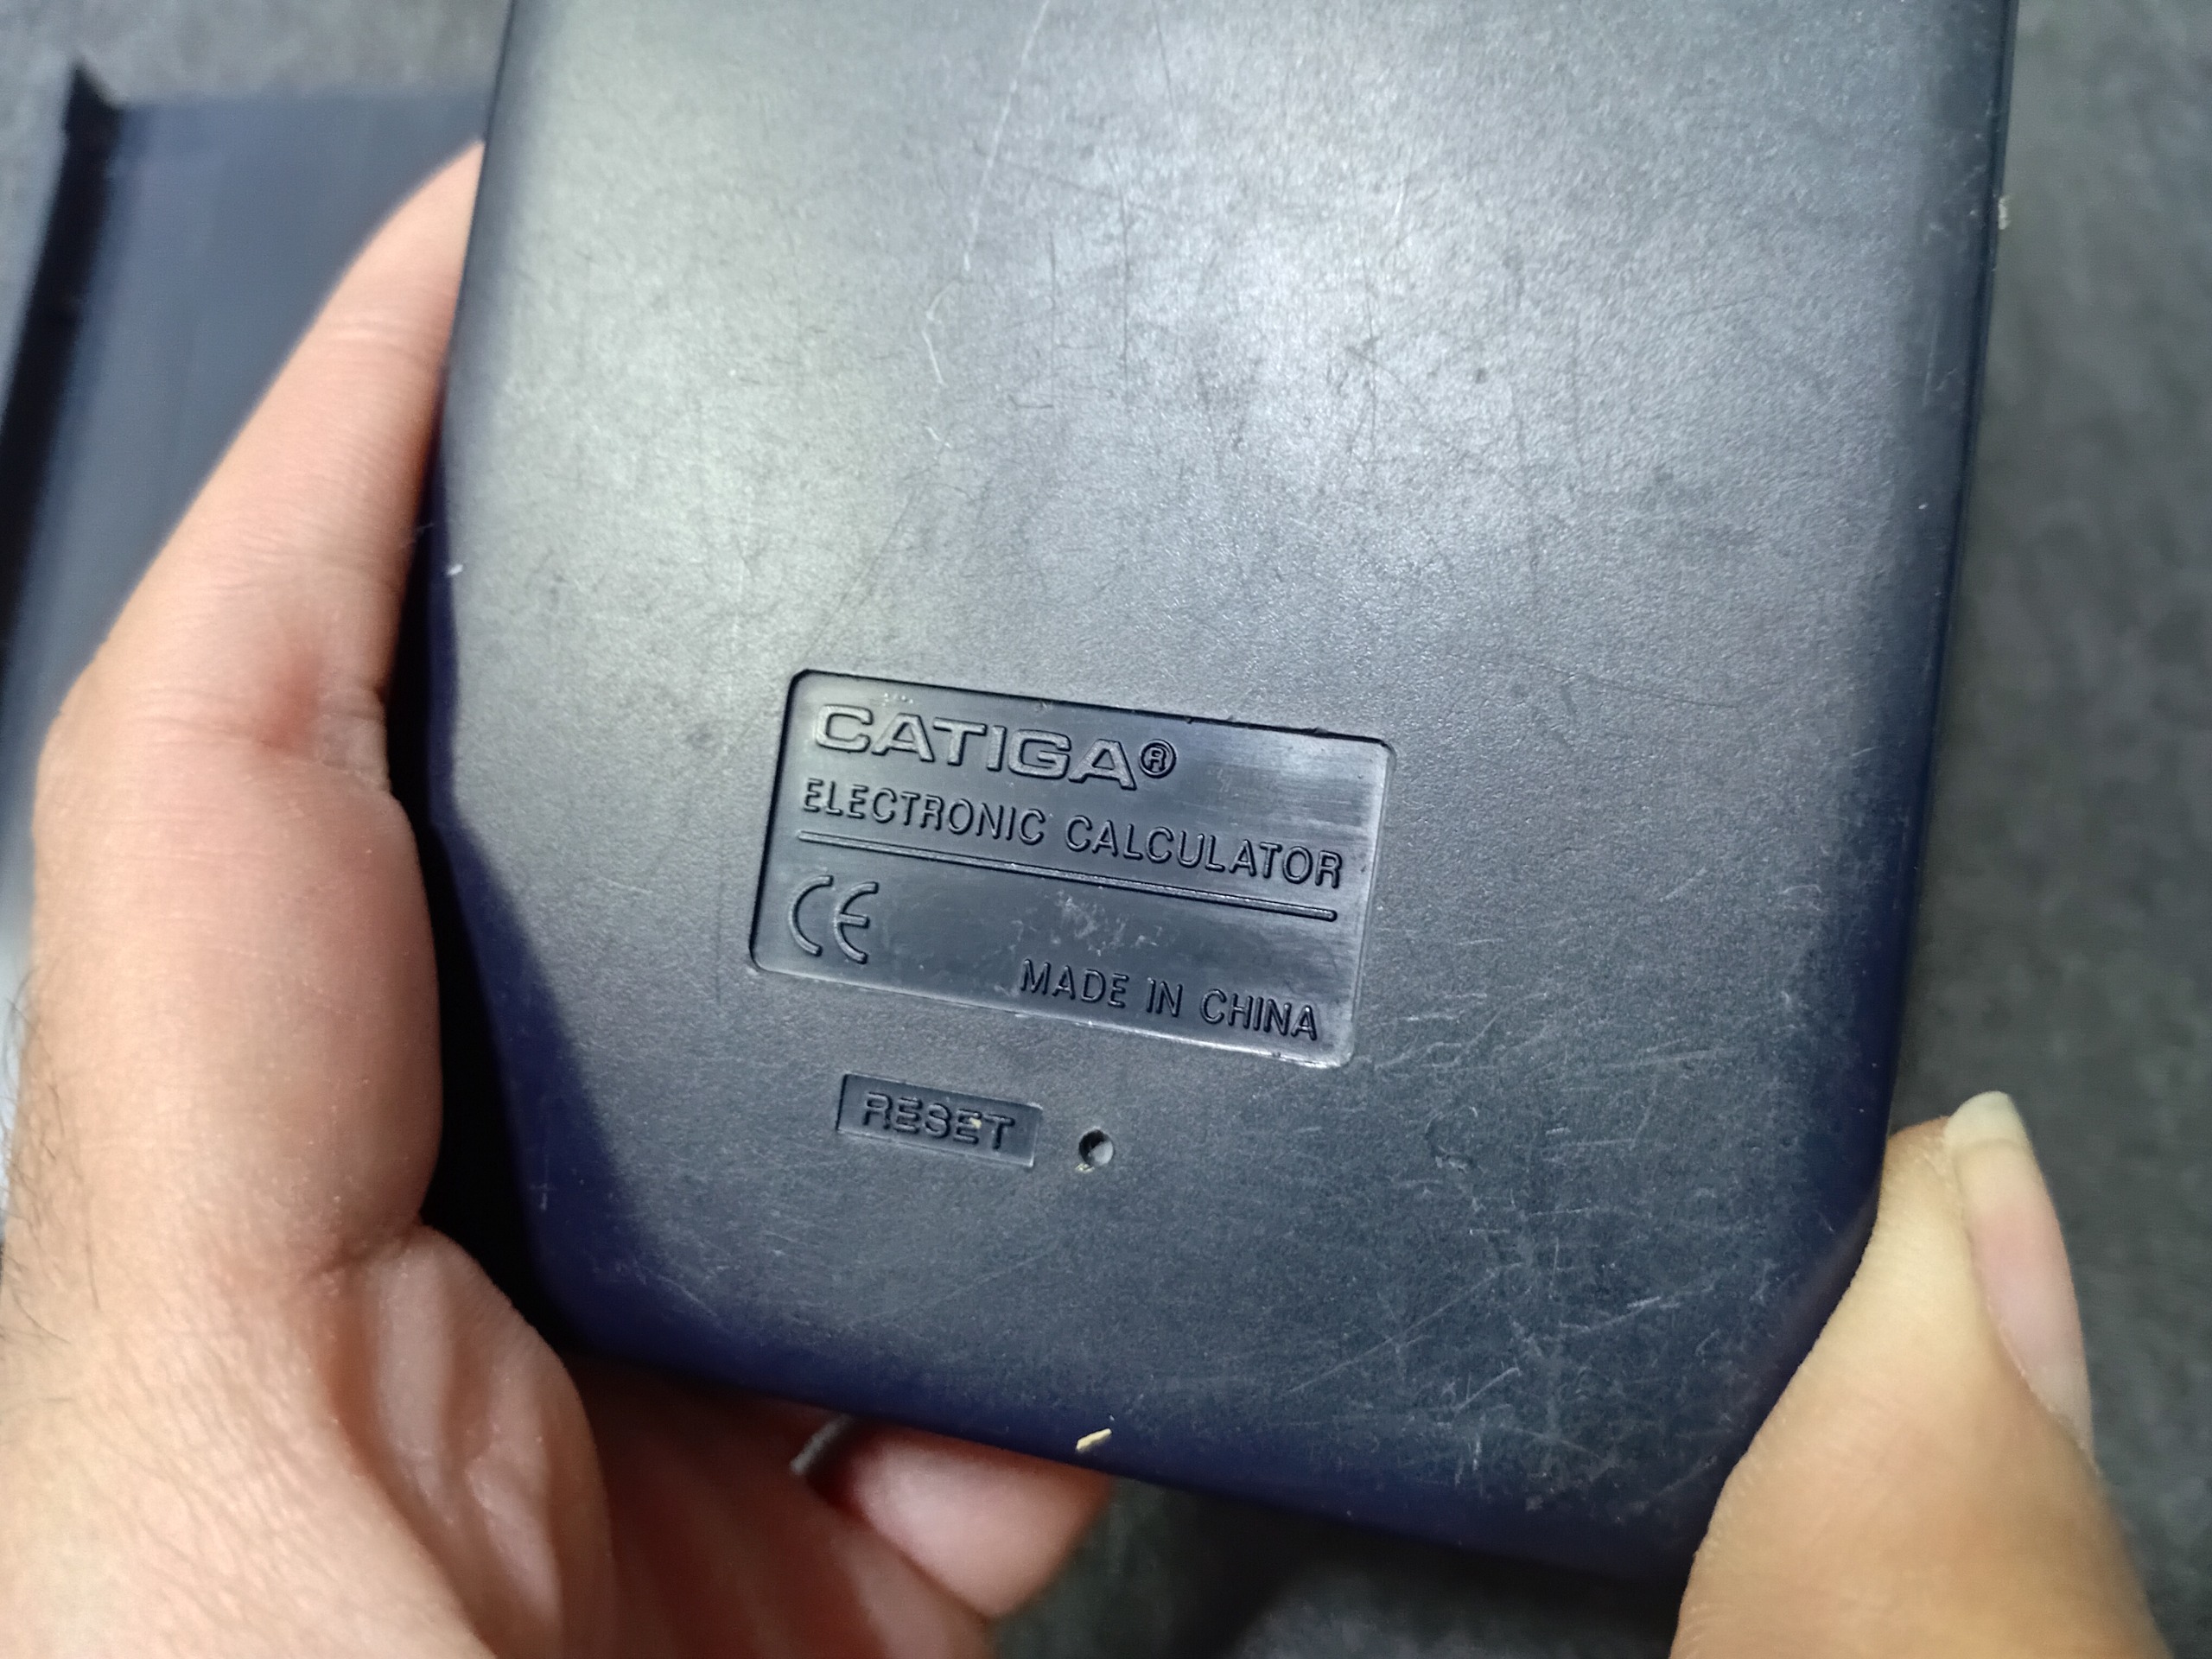 CATIGA®
ELECTRONIC CALCULATOR
CE
MADE IN CHINA
RESET